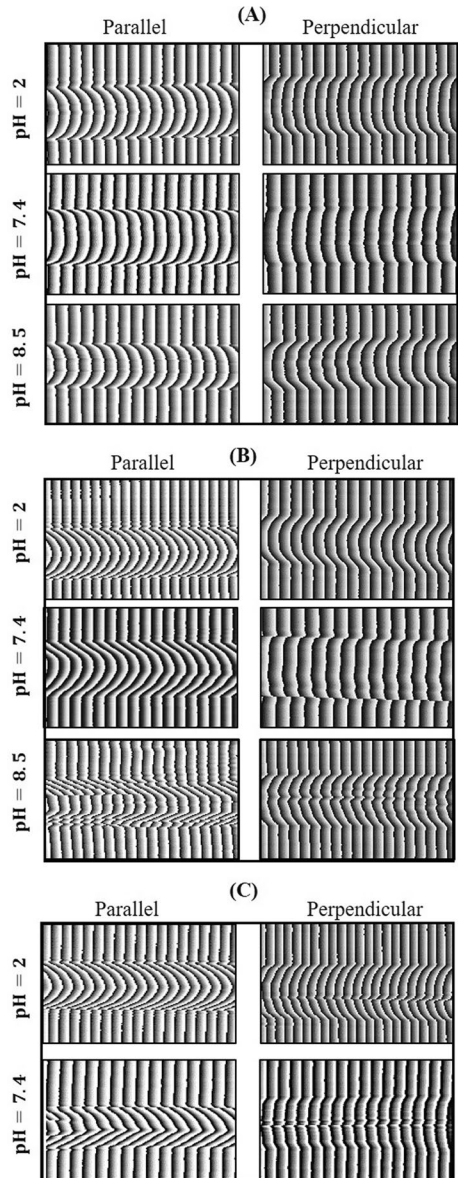 (A)
Parallel Perpendicular
pH = 2
pH = 7.4
pH = 8.5
(B)
Parallel Perpendicular
pH = 2
pH = 7.4
pH = 8.5
(C)
Parallel Perpendicular
pH = 2
pH = 7.4